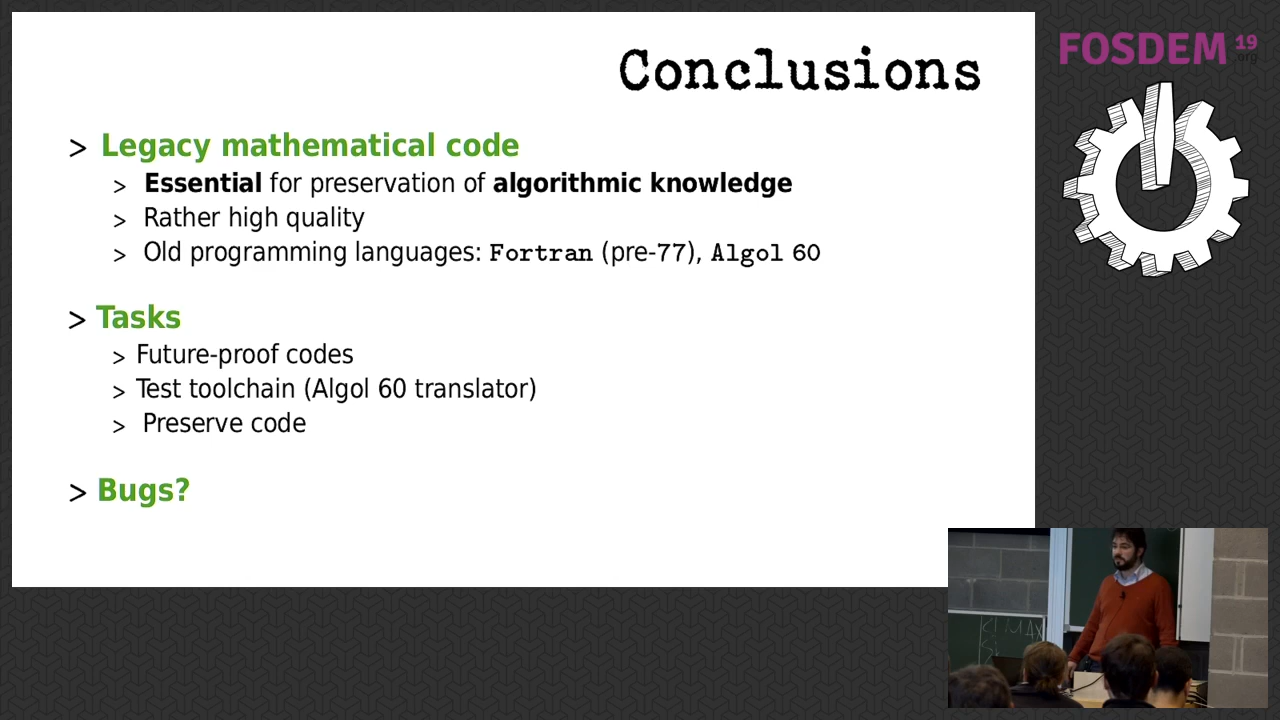 Conclusions
> Legacy mathematical code
> Essential for preservation of algorithmic knowledge
> Rather high quality
> Old programming languages: Fortran (pre-77), Algol 60
> Tasks
> Future-proof codes
> Test toolchain (Algol 60 translator)
> Preserve code
> Bugs?
FOSDEM 19
.org